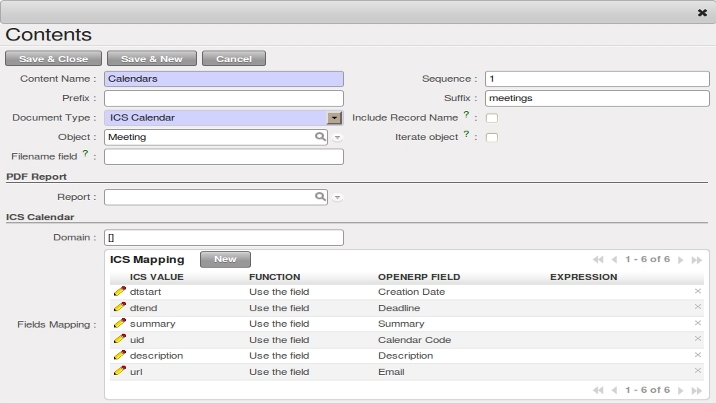 Contents
Save & Close Save & New Cancel
Content Name : Calendars Sequence : 1
Prefix : Suffix : meetings
Document Type : ICS Calendar Include Record Name ? :
Object : Meeting Iterate object ? :
Filename field ? :
PDF Report
Report :
ICS Calendar
Domain : []
ICS Mapping New 1 - 6 of 6
ICS VALUE FUNCTION OPENERP FIELD EXPRESSION
dtstart Use the field Creation Date
dtend Use the field Deadline
summary Use the field Summary
Fields Mapping : uid Use the field Calendar Code
description Use the field Description
url Use the field Email
1 - 6 of 6